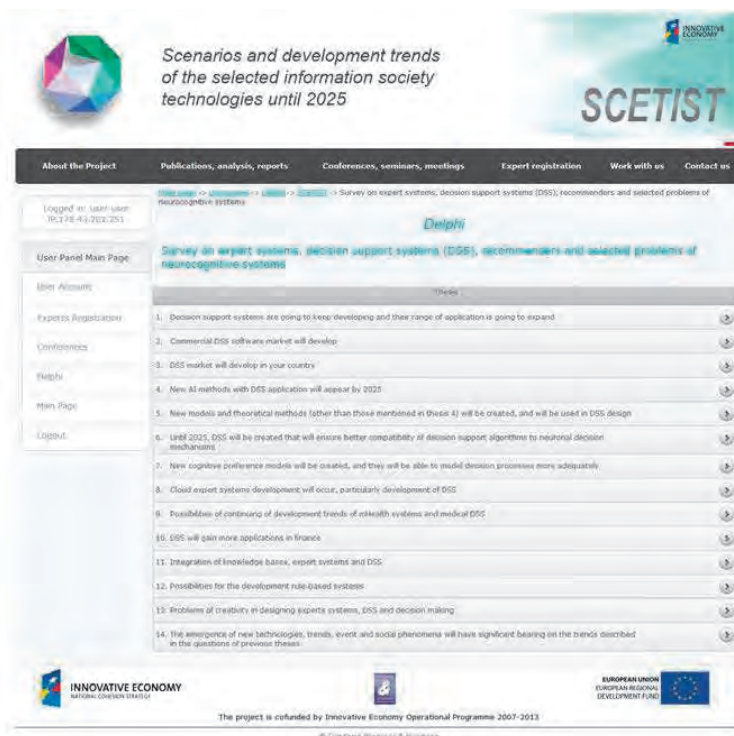 INNOVATIVE
ECONOMY
Scenarios and development trends
of the selected information society
technologies until 2025
SCETIST
About the Project
Publications, analysis, reports
Conferences, seminars, meetings
Expert registration
Work with us
Contact us
-> Survey on expert systems, decision support systems (DSS), recommenders and selected problems of
neurocognitive systems
Logged in: user user
Delphi
User Panel Main Page
Survey on expert systems, decision support systems (DSS), recommenders and selected problems of
neurocognitive systems
User Account
Experts Registration
Conferences
Delphi
Main Page
Logout
Thesis
1. Decision support systems are going to keep developing and their range of application is going to expand
2. Commercial DSS software market will develop
3. DSS market will develop in your country
4. New AI methods with DSS application will appear by 2025
5. New models and theoretical methods (other than those mentioned in thesis 4) will be created, and will be used in DSS design
6. Until 2025, DSS will be created that will ensure better compatibility of decision support algorithms to neuronal decision
mechanisms
7. New cognitive preference models will be created, and they will be able to model decision processes more adequately
8. Cloud expert systems development will occur, particularly development of DSS
9. Possibilities of continuing of development trends of mHealth systems and medical DSS
10. DSS will gain more applications in finance
11. Integration of knowledge bases, expert systems and DSS
12. Possibilities for the development rule-based systems
13. Problems of creativity in designing experts systems, DSS and decision making
14. The emergence of new technologies, trends, event and social phenomena will have significant bearing on the trends described
in the questions of previous theses
INNOVATIVE ECONOMY
NATIONAL COHESION STRATEGY
EUROPEAN UNION
EUROPEAN REGIONAL
DEVELOPMENT FUND
The project is cofunded by Innovative Economy Operational Programme 2007-2013